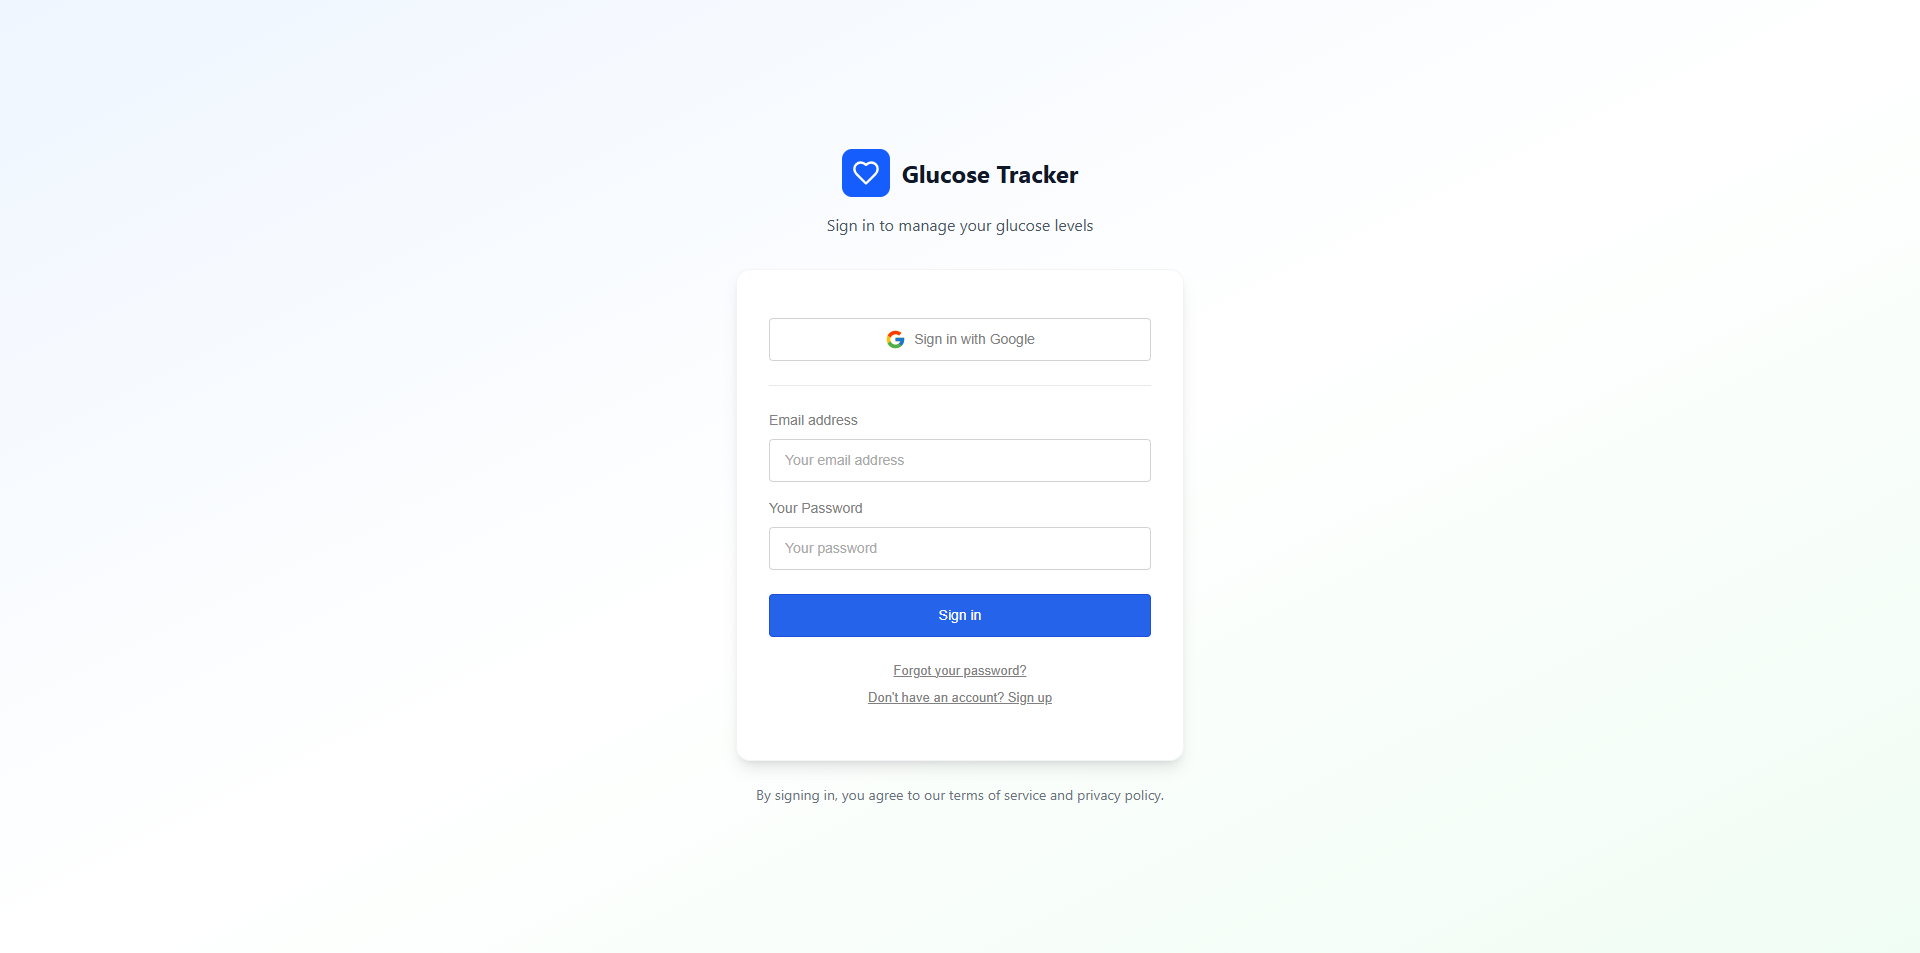 Glucose Tracker
Sign in to manage your glucose levels
Sign in with Google
Email address
Your email address
Your Password
Your password
Sign in
Forgot your password?
Don't have an account? Sign up
By signing in, you agree to our terms of service and privacy policy.